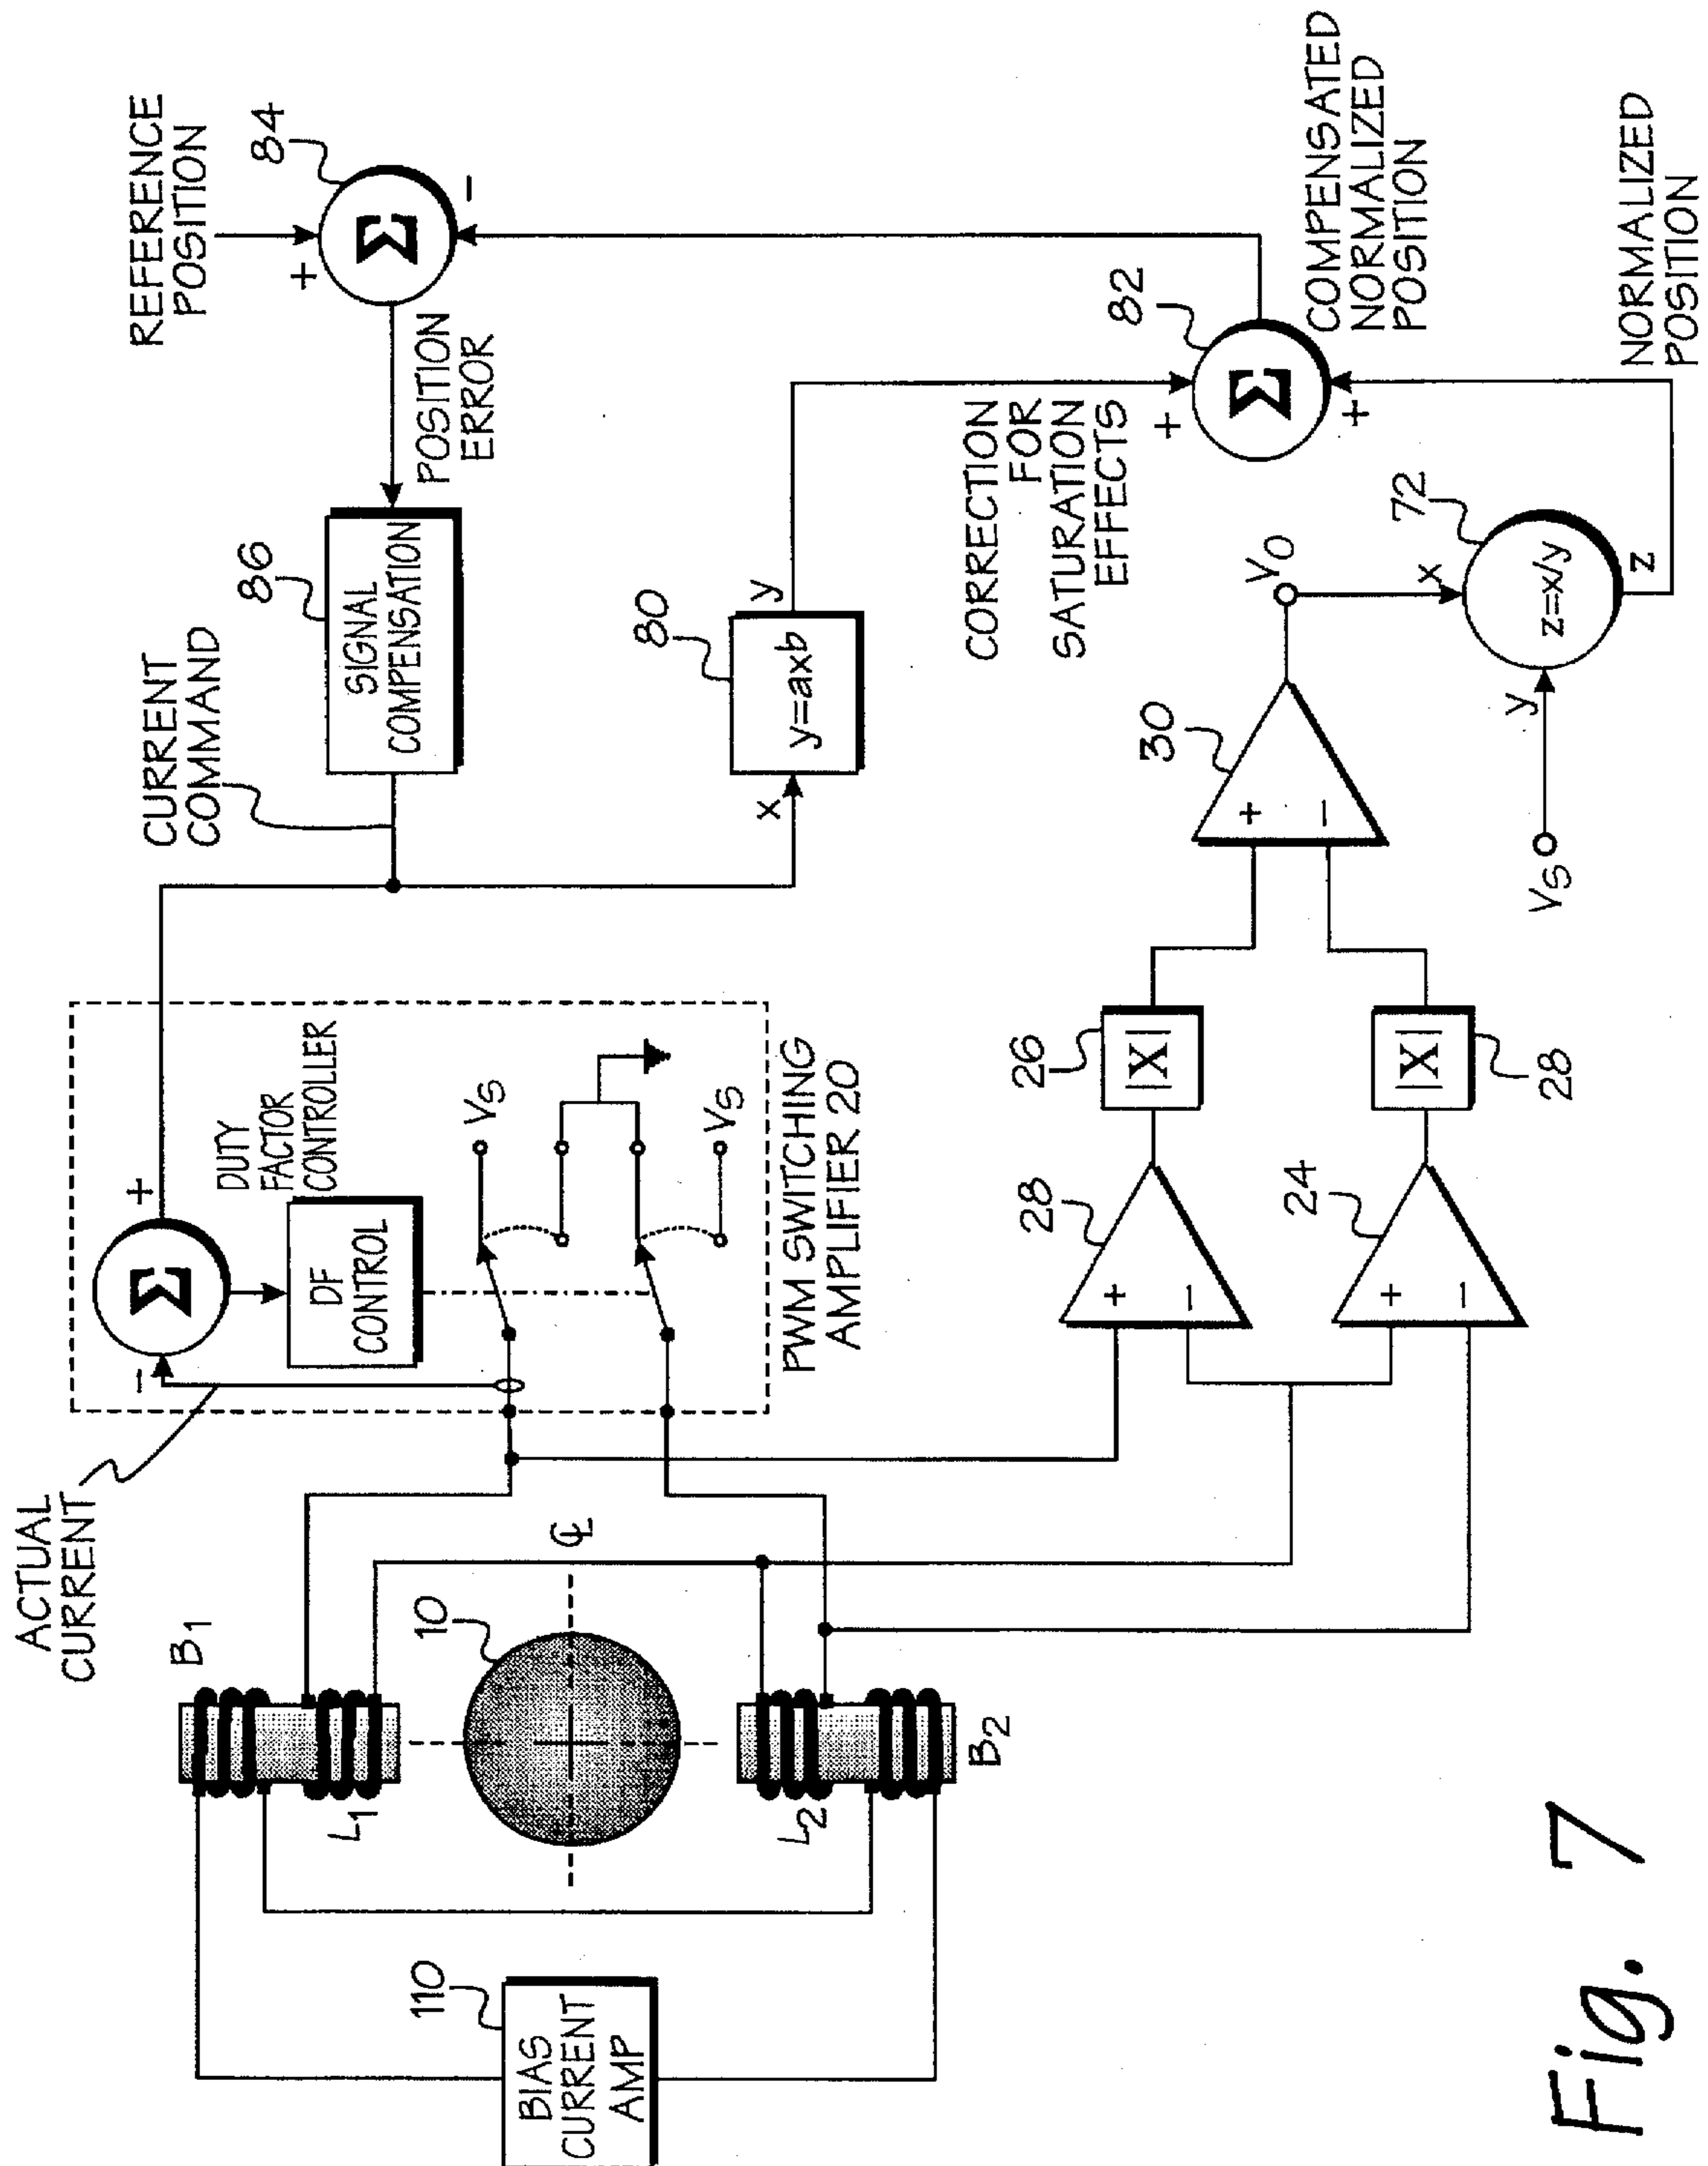 ACTUAL
CURRENT
CURRENT
COMMAND
REFERENCE
POSITION
84
+
Σ
−
POSITION
ERROR
86
SIGNAL
COMPENSATION
+
Σ
−
DUTY
FACTOR
CONTROLLER
DF
CONTROL
VS
VS
PWM SWITCHING
AMPLIFIER 20
B1
L1
10
℄
L2
B2
110
BIAS
CURRENT
AMP
80
x
y=axb
y
CORRECTION
FOR
SATURATION
EFFECTS
82
+
Σ
+
COMPENSATED
NORMALIZED
POSITION
28
+
−
26
|X|
24
+
−
28
|X|
30
+
−
VO
x
72
z=x/y
y
VS
z
NORMALIZED
POSITION
Fig. 7